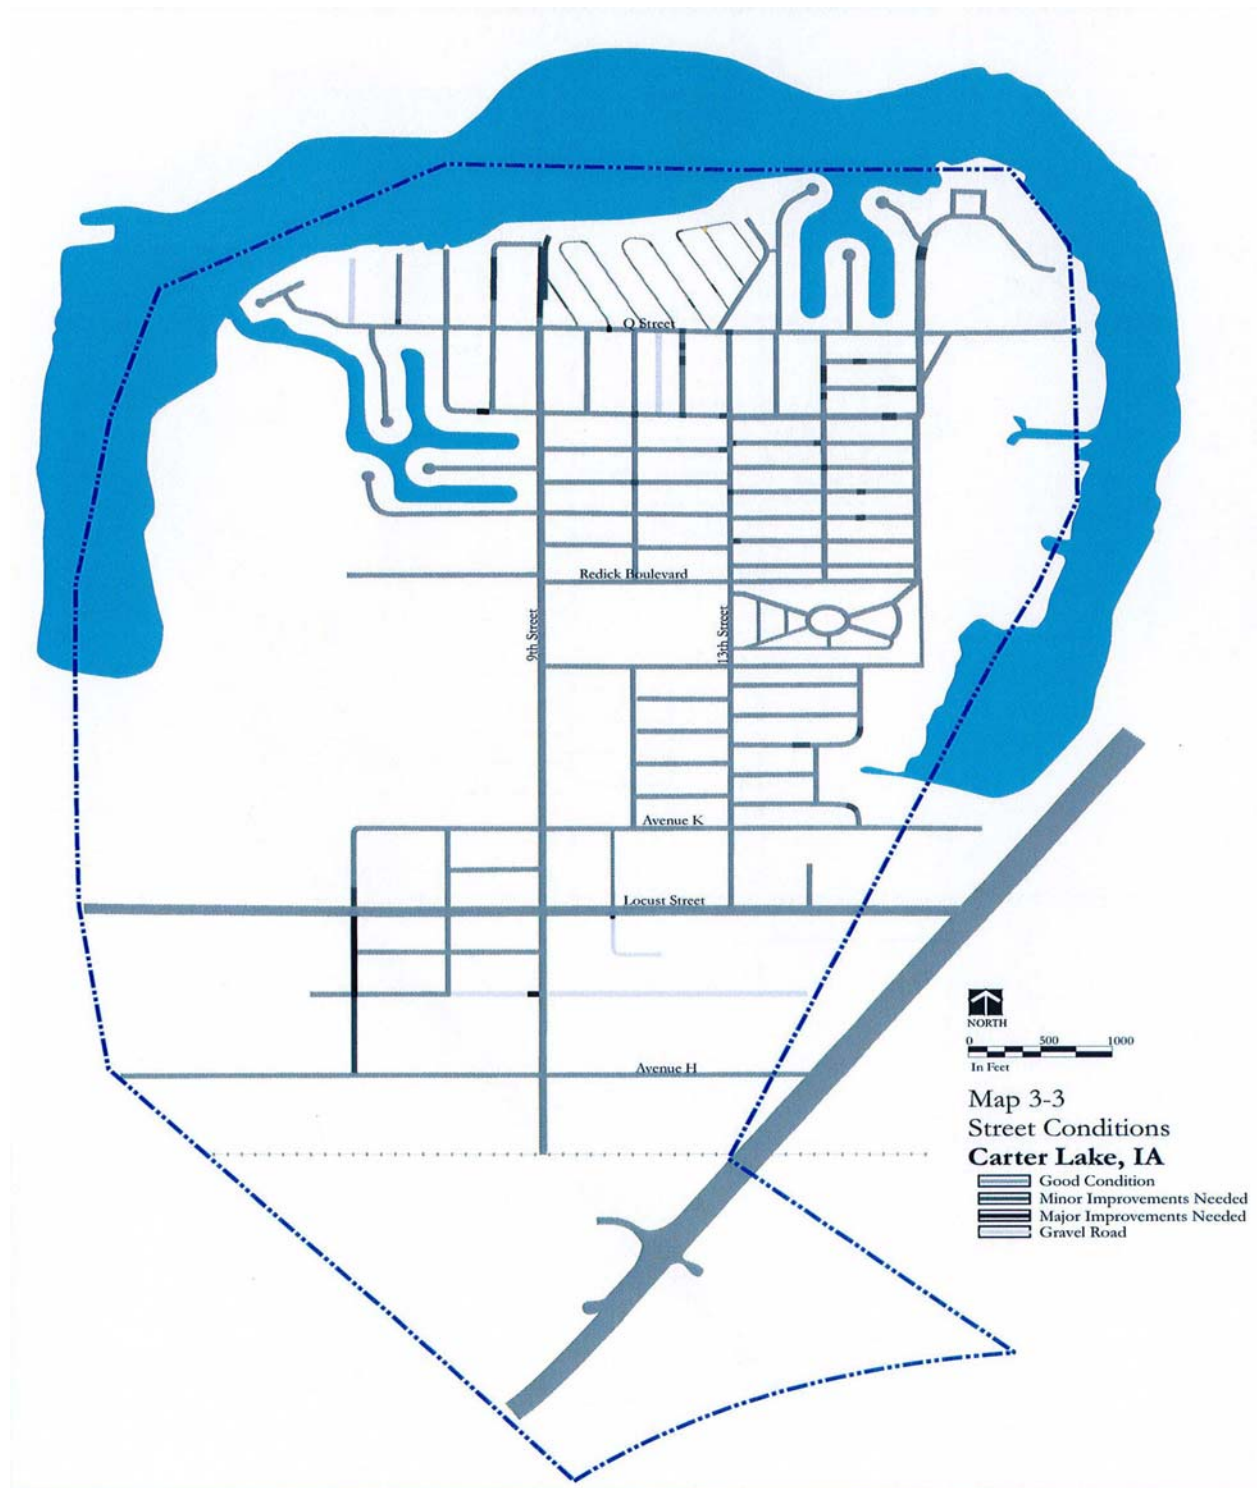 Q Street
Redick Boulevard
9th Street
13th Street
Avenue K
Locust Street
Avenue H
NORTH
0 500 1000
In Feet
Map 3-3
Street Conditions
Carter Lake, IA
Good Condition
Minor Improvements Needed
Major Improvements Needed
Gravel Road